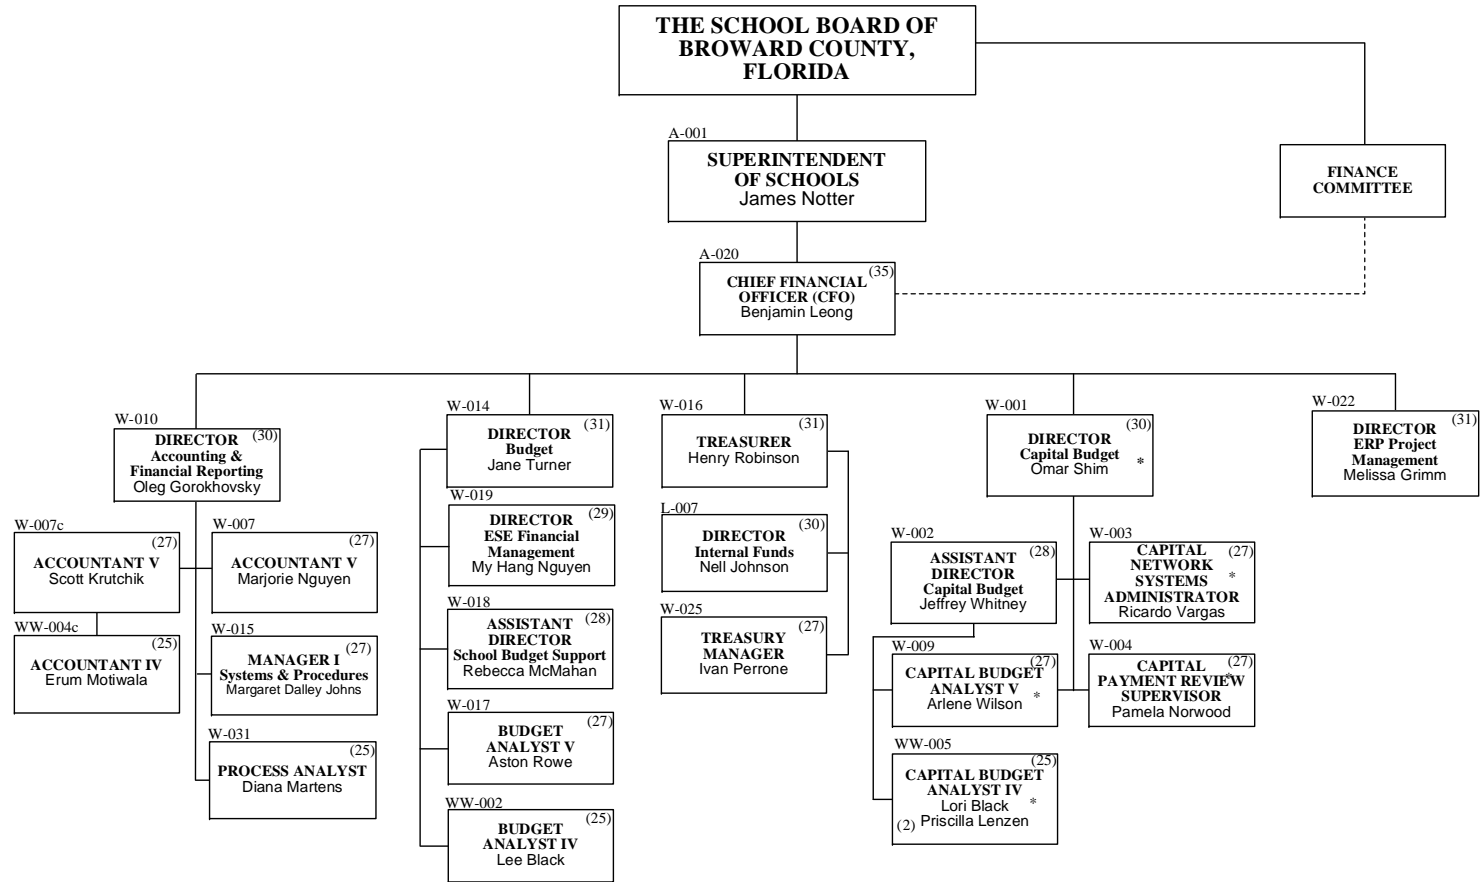 THE SCHOOL BOARD OF
BROWARD COUNTY,
FLORIDA
A-001
SUPERINTENDENT
OF SCHOOLS
James Notter
FINANCE
COMMITTEE
A-020
(35)
CHIEF FINANCIAL
OFFICER (CFO)
Benjamin Leong
W-010
(30)
DIRECTOR
Accounting &
Financial Reporting
Oleg Gorokhovsky
W-007c
(27)
ACCOUNTANT V
Scott Krutchik
W-007
(27)
ACCOUNTANT V
Marjorie Nguyen
WW-004c
(25)
ACCOUNTANT IV
Erum Motiwala
W-015
(27)
MANAGER I
Systems & Procedures
Margaret Dalley Johns
W-031
(25)
PROCESS ANALYST
Diana Martens
W-014
(31)
DIRECTOR
Budget
Jane Turner
W-019
(29)
DIRECTOR
ESE Financial
Management
My Hang Nguyen
W-018
(28)
ASSISTANT
DIRECTOR
School Budget Support
Rebecca McMahan
W-017
(27)
BUDGET
ANALYST V
Aston Rowe
WW-002
(25)
BUDGET
ANALYST IV
Lee Black
W-016
(31)
TREASURER
Henry Robinson
L-007
(30)
DIRECTOR
Internal Funds
Nell Johnson
W-025
(27)
TREASURY
MANAGER
Ivan Perrone
W-001
(30)
DIRECTOR
Capital Budget
Omar Shim *
W-002
(28)
ASSISTANT
DIRECTOR
Capital Budget
Jeffrey Whitney
W-003
(27)
CAPITAL
NETWORK
SYSTEMS *
ADMINISTRATOR
Ricardo Vargas
W-009
(27)
CAPITAL BUDGET
ANALYST V
Arlene Wilson *
W-004
(27)
CAPITAL
PAYMENT REVIEW *
SUPERVISOR
Pamela Norwood
WW-005
(25)
CAPITAL BUDGET
ANALYST IV
Lori Black *
(2) Priscilla Lenzen
W-022
(31)
DIRECTOR
ERP Project
Management
Melissa Grimm